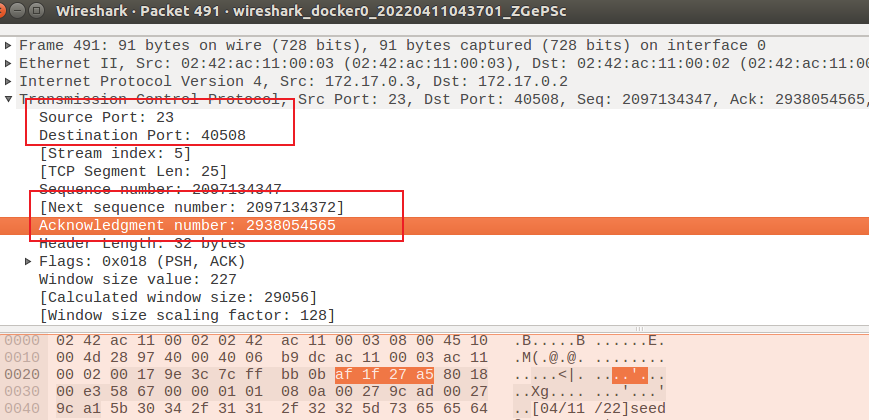 Wireshark · Packet 491 · wireshark_docker0_20220411043701_ZGePSc
Frame 491: 91 bytes on wire (728 bits), 91 bytes captured (728 bits) on interface 0
Ethernet II, Src: 02:42:ac:11:00:03 (02:42:ac:11:00:03), Dst: 02:42:ac:11:00:02 (02:42:ac:11:00
Internet Protocol Version 4, Src: 172.17.0.3, Dst: 172.17.0.2
Transmission Control Protocol, Src Port: 23, Dst Port: 40508, Seq: 2097134347, Ack: 2938054565,
Source Port: 23
Destination Port: 40508
[Stream index: 5]
[TCP Segment Len: 25]
Sequence number: 2097134347
[Next sequence number: 2097134372]
Acknowledgment number: 2938054565
Header Length: 32 bytes
Flags: 0x018 (PSH, ACK)
Window size value: 227
[Calculated window size: 29056]
[Window size scaling factor: 128]
0000 02 42 ac 11 00 02 02 42 ac 11 00 03 08 00 45 10 .B.....B ......E.
0010 00 4d 28 97 40 00 40 06 b9 dc ac 11 00 03 ac 11 .M(.@.@. ........
0020 00 02 00 17 9e 3c 7c ff bb 0b af 1f 27 a5 80 18 .....<|. ....'...
0030 00 e3 58 67 00 00 01 01 08 0a 00 27 9c ad 00 27 ..Xg.... ...'...'
0040 9c a1 5b 30 34 2f 31 31 2f 32 32 5d 73 65 65 64 ..[04/11 /22]seed